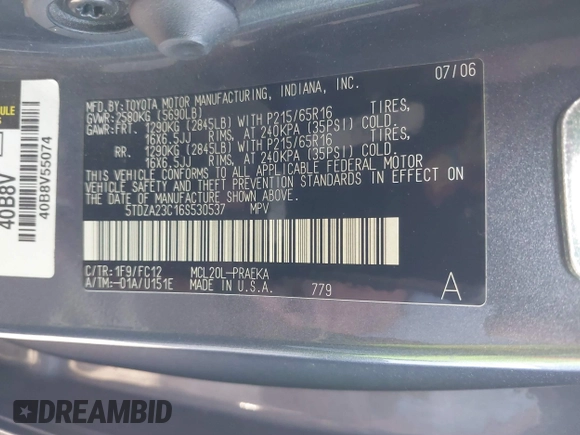 07/06
MFD.BY:TOYOTA MOTOR MANUFACTURING, INDIANA, INC.
GVWR: 2580KG (5690LB)
GAWR:FRT. 1290KG (2845LB) WITH P215/65R16 TIRES,
16X6.5JJ RIMS, AT 240KPA (35PSI) COLD.
RR. 1290KG (2845LB) WITH P215/65R16 TIRES,
16X6.5JJ RIMS, AT 240KPA (35PSI) COLD.
THIS VEHICLE CONFORMS TO ALL APPLICABLE FEDERAL MOTOR
VEHICLE SAFETY AND THEFT PREVENTION STANDARDS IN EFFECT
ON THE DATE OF MANUFACTURE SHOWN ABOVE.
5TDZA23C16S530537 MPV
C/TR: 1F9/FC12 MCL20L-PRAEKA
A/TM:-01A/U151E MADE IN U.S.A. 779
A
40B8V
40B8V55074
DREAMBID